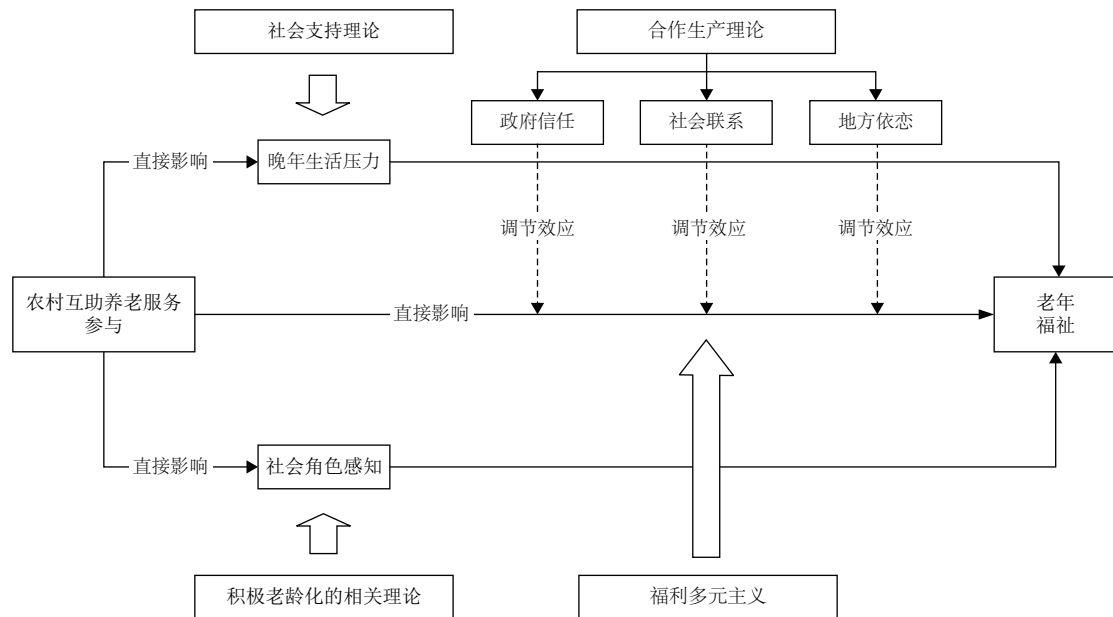 社会支持理论
合作生产理论
政府信任
社会联系
地方依恋
直接影响
晚年生活压力
调节效应
调节效应
调节效应
农村互助养老服务
参与
直接影响
老年
福祉
直接影响
社会角色感知
积极老龄化的相关理论
福利多元主义